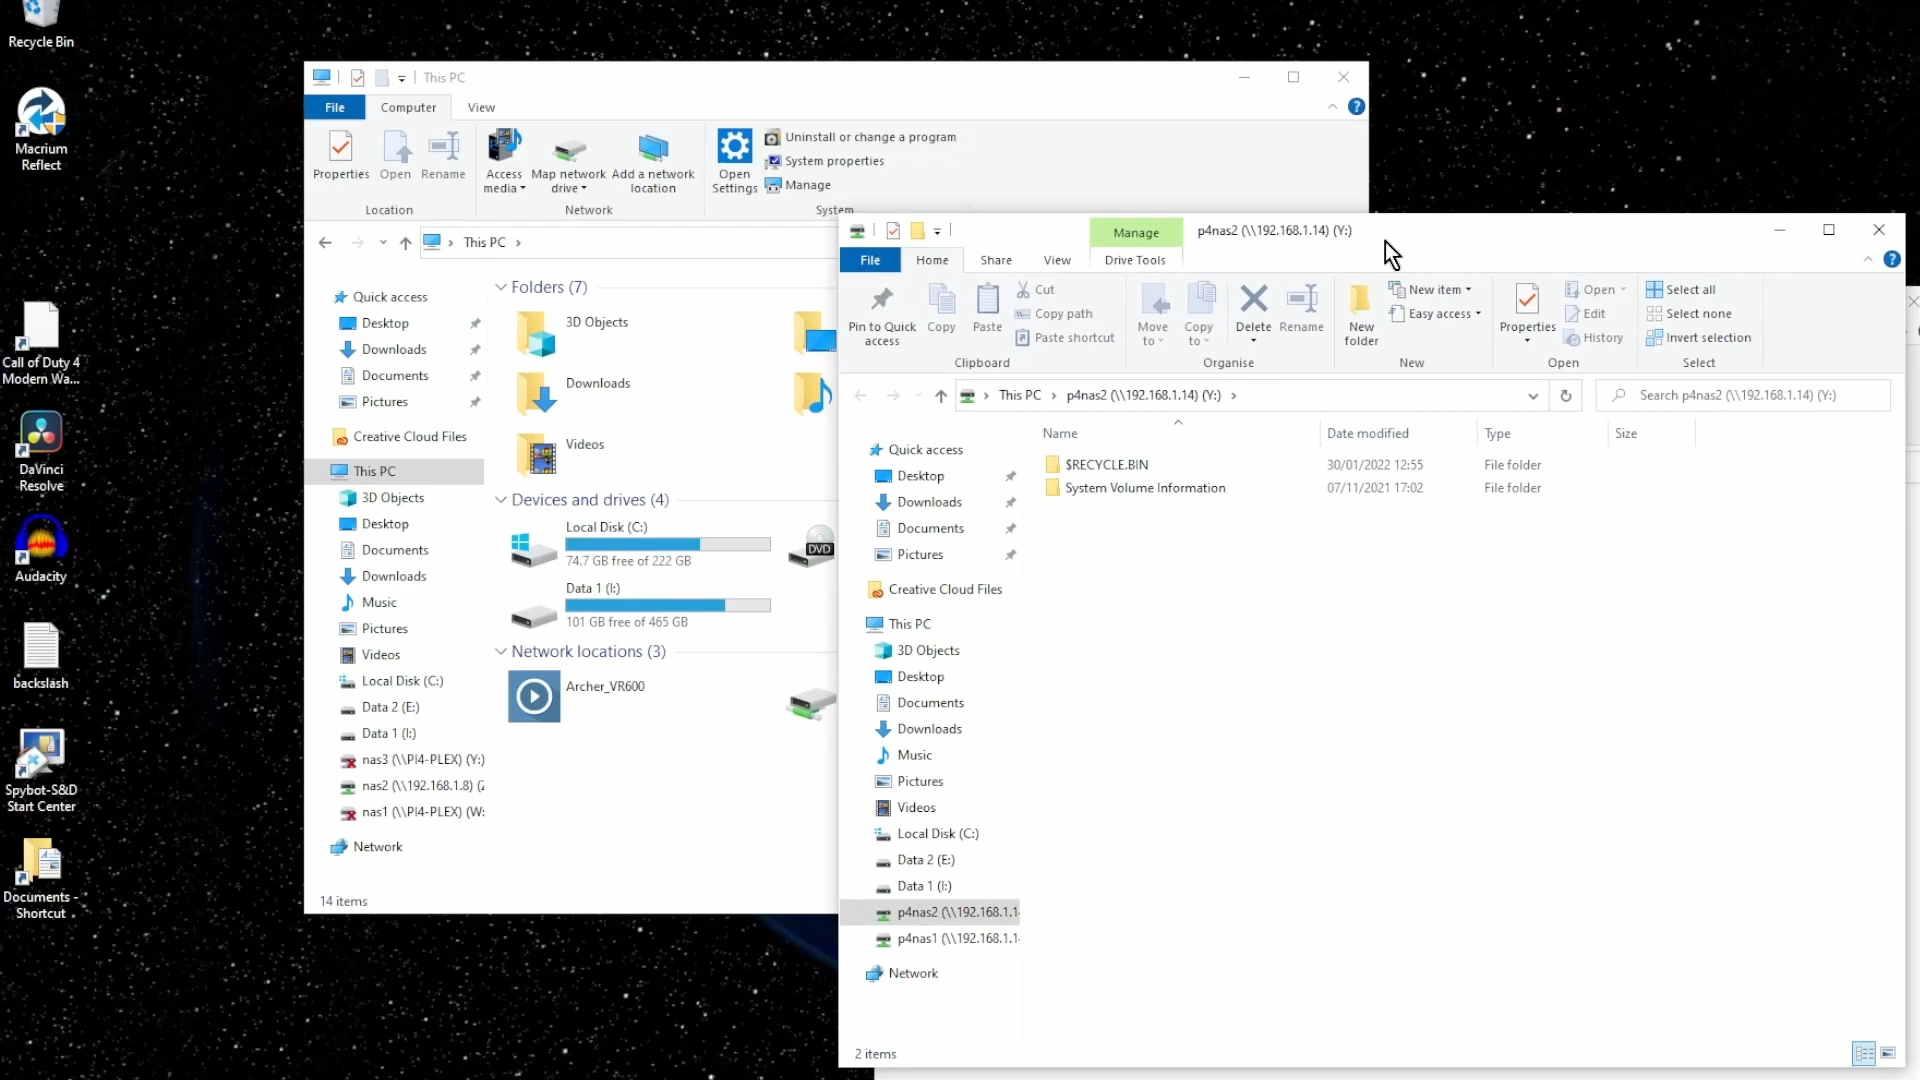 Recycle Bin
Macrium
Reflect
Call of Duty 4
Modern Wa...
DaVinci
Resolve
Audacity
backslash
Spybot-S&D
Start Center
Documents -
Shortcut
This PC
File
Computer
View
Properties
Open
Rename
Access
media
Map network
drive
Add a network
location
Open
Settings
Uninstall or change a program
System properties
Manage
Location
Network
System
This PC
Quick access
Desktop
Downloads
Documents
Pictures
Creative Cloud Files
This PC
3D Objects
Desktop
Documents
Downloads
Music
Pictures
Videos
Local Disk (C:)
Data 2 (E:)
Data 1 (I:)
nas3 (\\PI4-PLEX) (Y:)
nas2 (\\192.168.1.8) (Z
nas1 (\\PI4-PLEX) (W:
Network
14 items
Folders (7)
3D Objects
Downloads
Videos
Devices and drives (4)
Local Disk (C:)
74.7 GB free of 222 GB
DVD
Data 1 (I:)
101 GB free of 465 GB
Network locations (3)
Archer_VR600
Manage
p4nas2 (\\192.168.1.14) (Y:)
File
Home
Share
View
Drive Tools
Pin to Quick
access
Copy
Paste
Cut
Copy path
Paste shortcut
Move
to
Copy
to
Delete
Rename
New
folder
New item
Easy access
Properties
Open
Edit
History
Select all
Select none
Invert selection
Clipboard
Organise
New
Open
Select
This PC
p4nas2 (\\192.168.1.14) (Y:)
Search p4nas2 (\\192.168.1.14) (Y:)
Name
Date modified
Type
Size
$RECYCLE.BIN
30/01/2022 12:55
File folder
System Volume Information
07/11/2021 17:02
File folder
Quick access
Desktop
Downloads
Documents
Pictures
Creative Cloud Files
This PC
3D Objects
Desktop
Documents
Downloads
Music
Pictures
Videos
Local Disk (C:)
Data 2 (E:)
Data 1 (I:)
p4nas2 (\\192.168.1.1
p4nas1 (\\192.168.1.1
Network
2 items